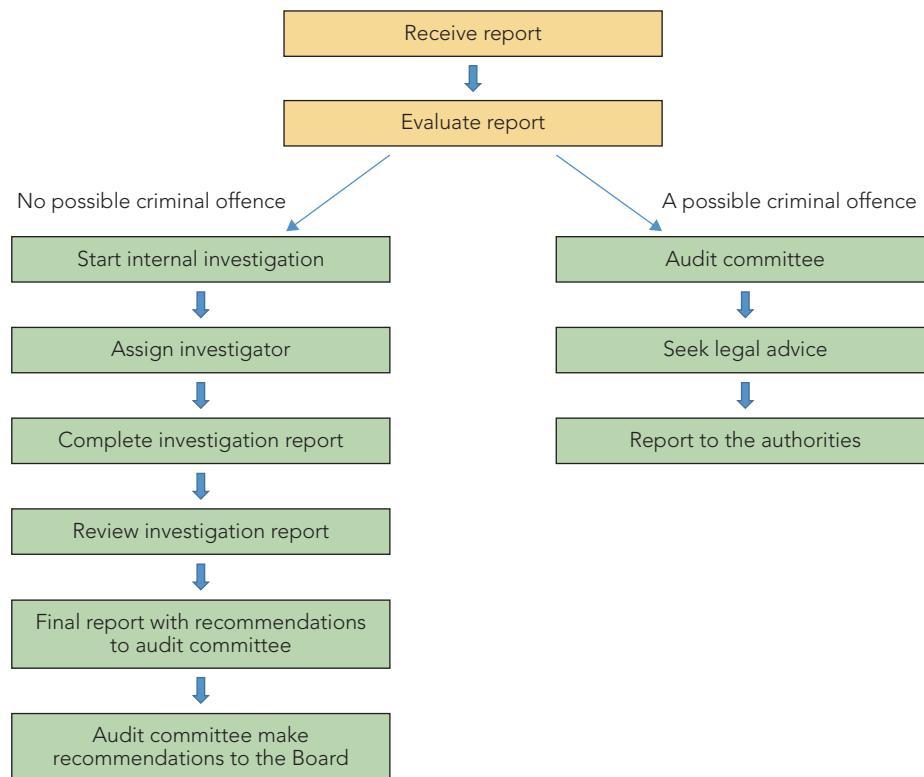 Receive report
Evaluate report
No possible criminal offence
A possible criminal offence
Start internal investigation
Audit committee
Assign investigator
Seek legal advice
Complete investigation report
Report to the authorities
Review investigation report
Final report with recommendations
to audit committee
Audit committee make
recommendations to the Board